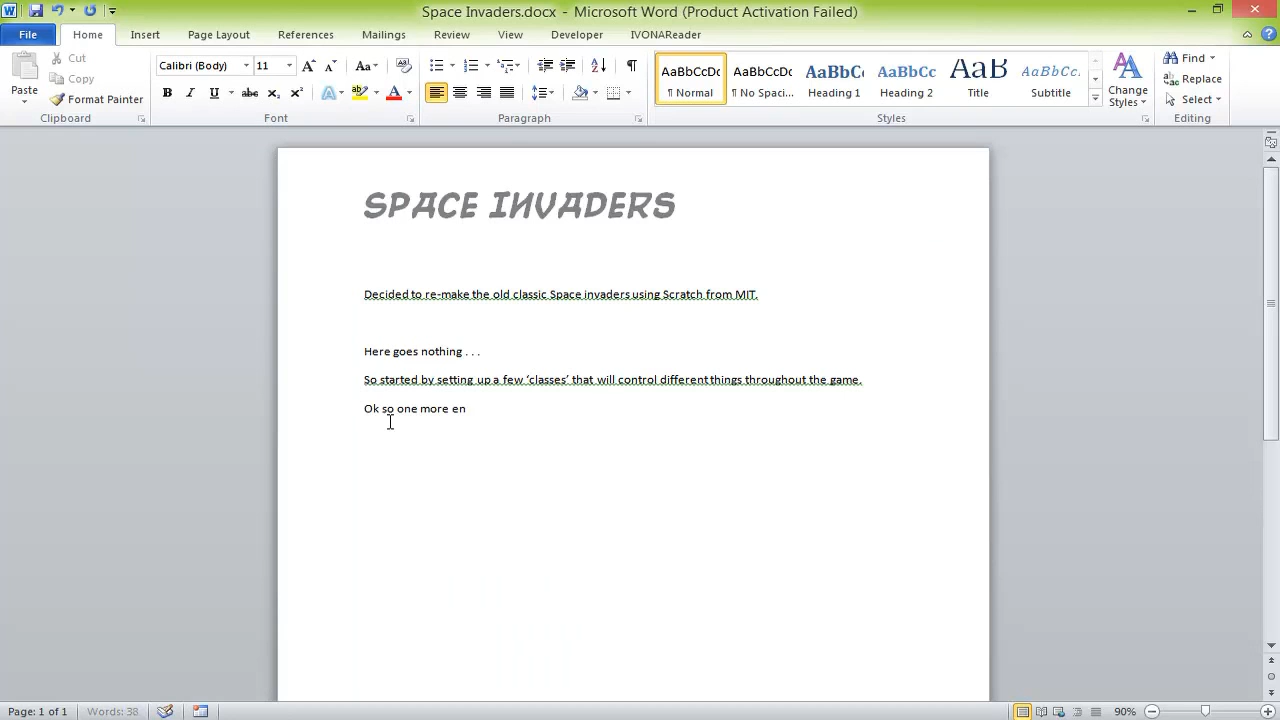 Space Invaders.docx - Microsoft Word (Product Activation Failed)
File Home Insert Page Layout References Mailings Review View Developer IVONAReader
Paste
Cut
Copy
Format Painter
Clipboard
Calibri (Body) 11
Font
Paragraph
AaBbCcDc AaBbCcDc AaBbCc AaBbCc AaB AaBbCc.
¶ Normal ¶ No Spaci... Heading 1 Heading 2 Title Subtitle
Change Styles
Styles
Find
Replace
Select
Editing
SPACE INVADERS
Decided to re-make the old classic Space invaders using Scratch from MIT.
Here goes nothing . . .
So started by setting up a few ‘classes’ that will control different things throughout the game.
Ok so one more en
Page: 1 of 1 Words: 38 90%